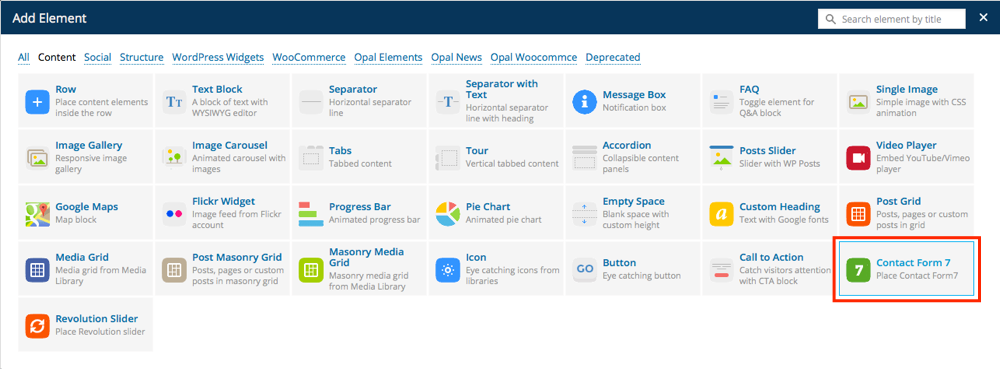 Add Element
Search element by title
All Content Social Structure WordPress Widgets WooCommerce Opal Elements Opal News Opal Woocommce Deprecated
Row
Place content elements
inside the row
Text Block
A block of text with
WYSIWYG editor
Separator
Horizontal separator
line
Separator with
Text
Horizontal separator
line with heading
Message Box
Notification box
FAQ
Toggle element for
Q&A block
Single Image
Simple image with CSS
animation
Image Gallery
Responsive image
gallery
Image Carousel
Animated carousel with
images
Tabs
Tabbed content
Tour
Vertical tabbed content
Accordion
Collapsible content
panels
Posts Slider
Slider with WP Posts
Video Player
Embed YouTube/Vimeo
player
Google Maps
Map block
Flickr Widget
Image feed from Flickr
account
Progress Bar
Animated progress bar
Pie Chart
Animated pie chart
Empty Space
Blank space with
custom height
Custom Heading
Text with Google fonts
Post Grid
Posts, pages or custom
posts in grid
Media Grid
Media grid from Media
Library
Post Masonry Grid
Posts, pages or custom
posts in masonry grid
Masonry Media
Grid
Masonry media grid
from Media Library
Icon
Eye catching icons from
libraries
GO
Button
Eye catching button
Call to Action
Catch visitors attention
with CTA block
7
Contact Form 7
Place Contact Form7
Revolution Slider
Place Revolution slider